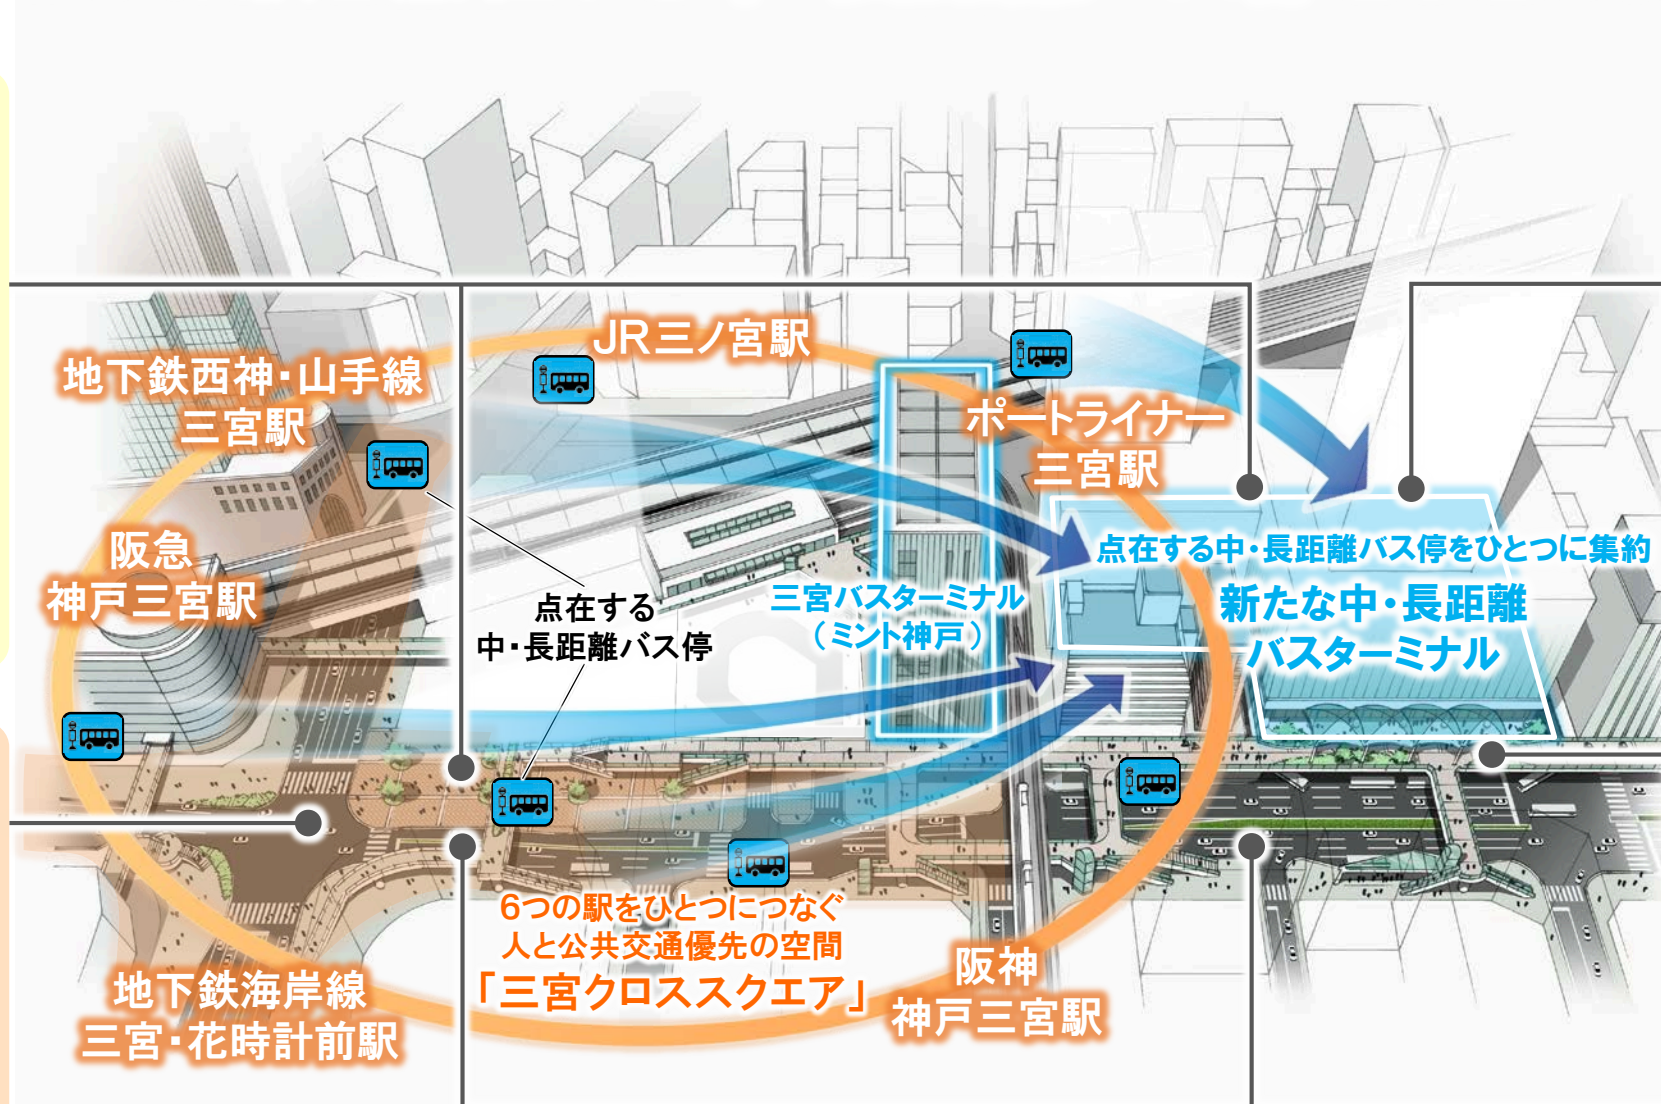 JR三ノ宮駅
地下鉄西神・山手線
三宮駅
ポートライナー
三宮駅
阪急
神戸三宮駅
点在する
中・長距離バス停
三宮バスターミナル
（ミント神戸）
点在する中・長距離バス停をひとつに集約
新たな中・長距離
バスターミナル
6つの駅をひとつにつなぐ
人と公共交通優先の空間
「三宮クロススクエア」
阪神
神戸三宮駅
地下鉄海岸線
三宮・花時計前駅